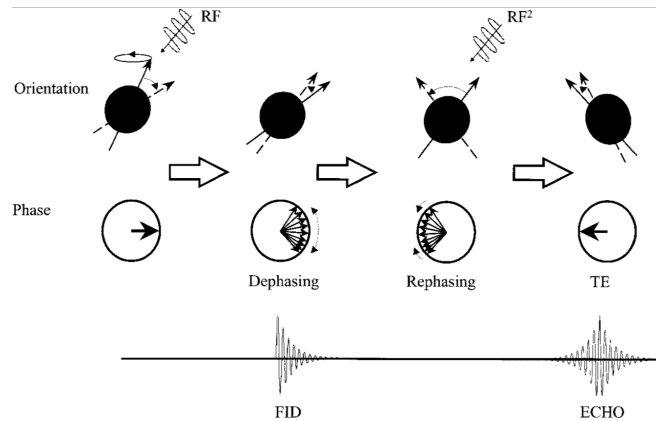 RF
RF²
Orientation
Phase
Dephasing
Rephasing
TE
FID
ECHO